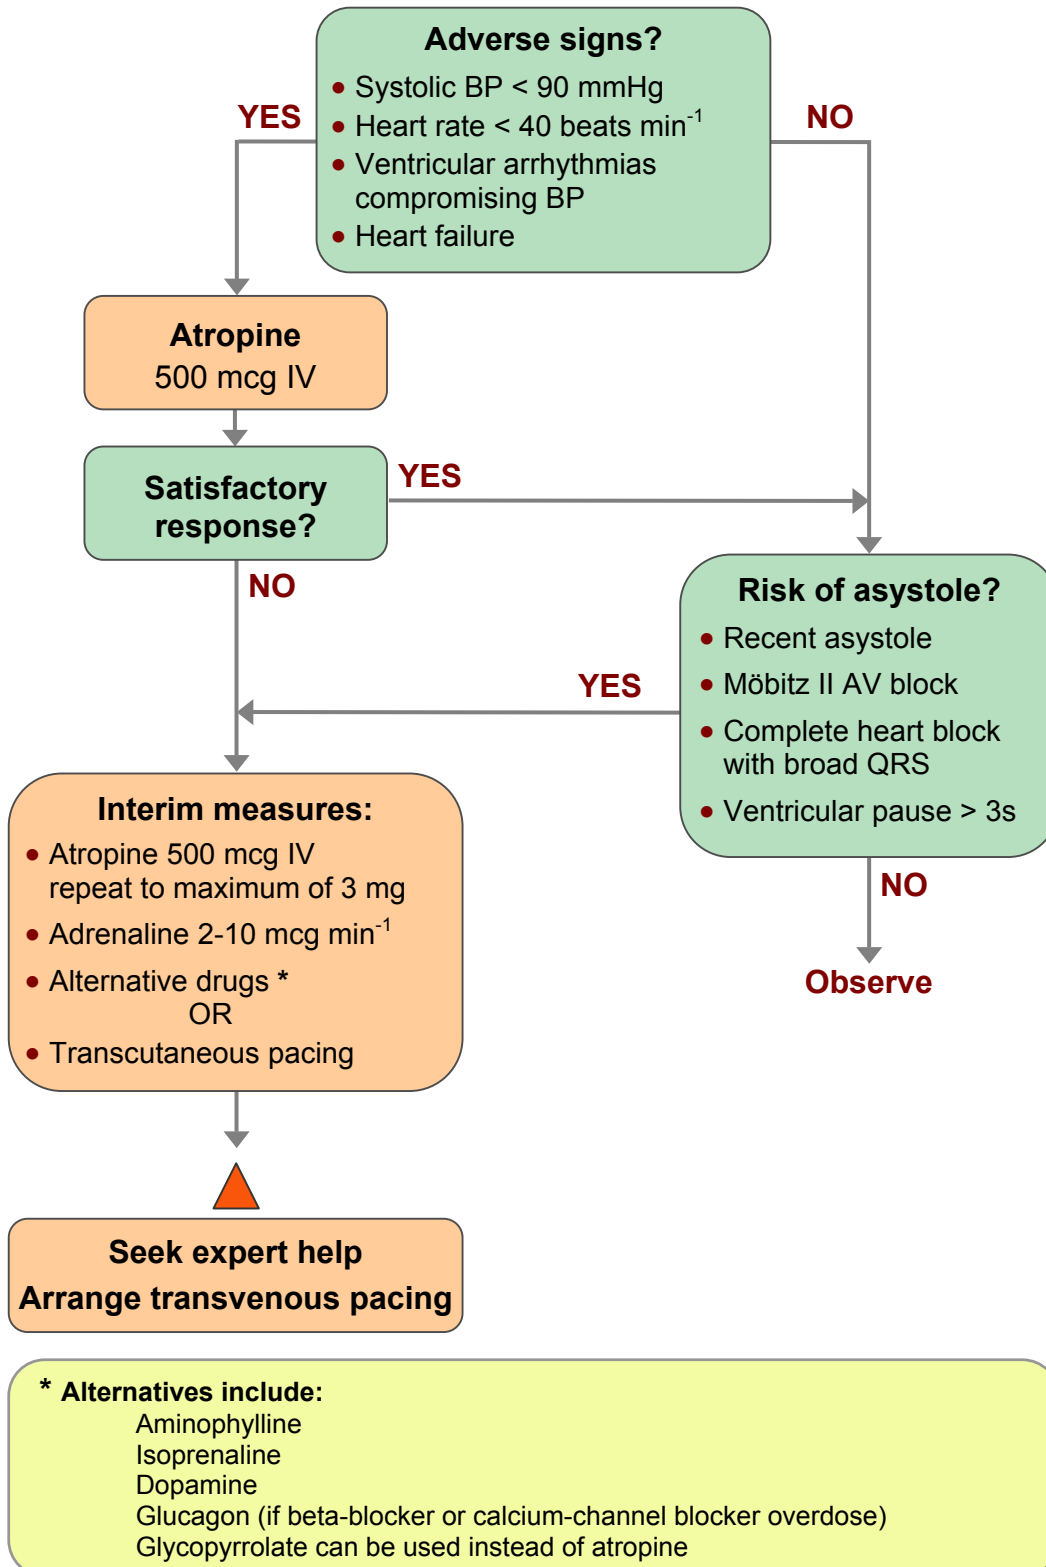 Adverse signs?
• Systolic BP < 90 mmHg
• Heart rate < 40 beats min⁻¹
• Ventricular arrhythmias
compromising BP
• Heart failure
YES
NO
Atropine
500 mcg IV
Satisfactory
response?
YES
NO
Risk of asystole?
• Recent asystole
• Möbitz II AV block
• Complete heart block
with broad QRS
• Ventricular pause > 3s
YES
NO
Observe
Interim measures:
• Atropine 500 mcg IV
repeat to maximum of 3 mg
• Adrenaline 2-10 mcg min⁻¹
• Alternative drugs *
OR
• Transcutaneous pacing
Seek expert help
Arrange transvenous pacing
* Alternatives include:
Aminophylline
Isoprenaline
Dopamine
Glucagon (if beta-blocker or calcium-channel blocker overdose)
Glycopyrrolate can be used instead of atropine